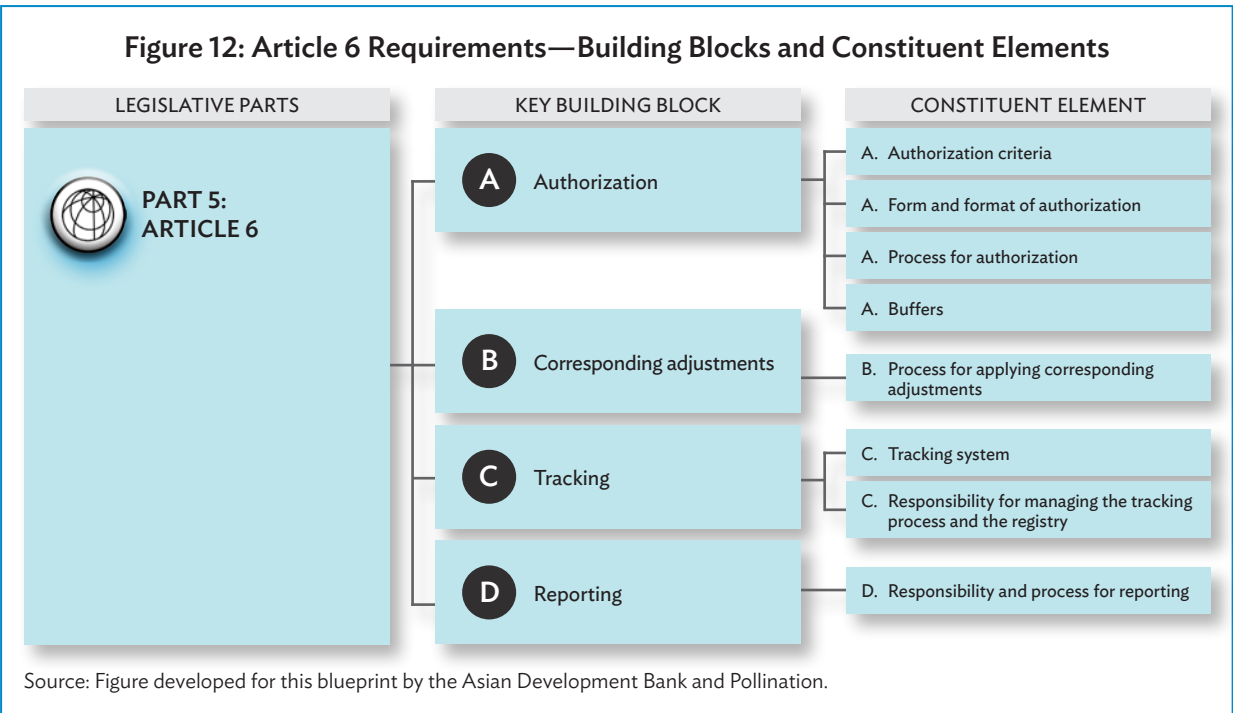 Figure 12: Article 6 Requirements—Building Blocks and Constituent Elements
LEGISLATIVE PARTS
KEY BUILDING BLOCK
CONSTITUENT ELEMENT
PART 5:
ARTICLE 6
A Authorization
A. Authorization criteria
A. Form and format of authorization
A. Process for authorization
A. Buffers
B Corresponding adjustments
B. Process for applying corresponding
adjustments
C Tracking
C. Tracking system
C. Responsibility for managing the tracking
process and the registry
D Reporting
D. Responsibility and process for reporting
Source: Figure developed for this blueprint by the Asian Development Bank and Pollination.